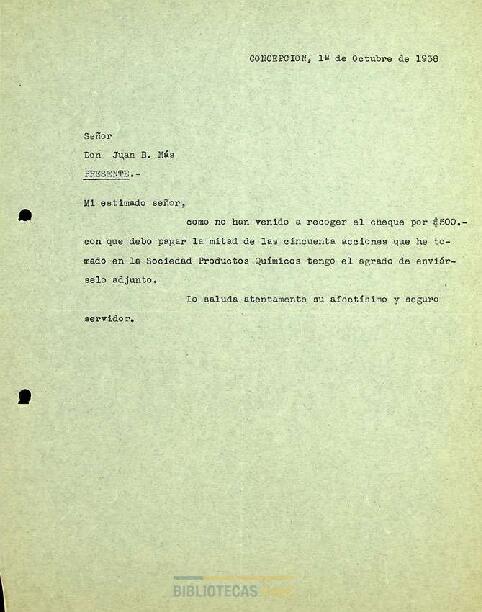 CONCEPCION, 1º de Octubre de 1938
Señor
Don Juan B. Más
PRESENTE.-
Mi estimado señor,
como no han venido a recoger el cheque por $500.-
con que debo pagar la mitad de las cincuenta acciones que he to-
mado en la Sociedad Productos Químicos tengo el agrado de enviár-
selo adjunto.
Lo saluda atentamente su afectísimo y seguro
servidor.
BIBLIOTECAS